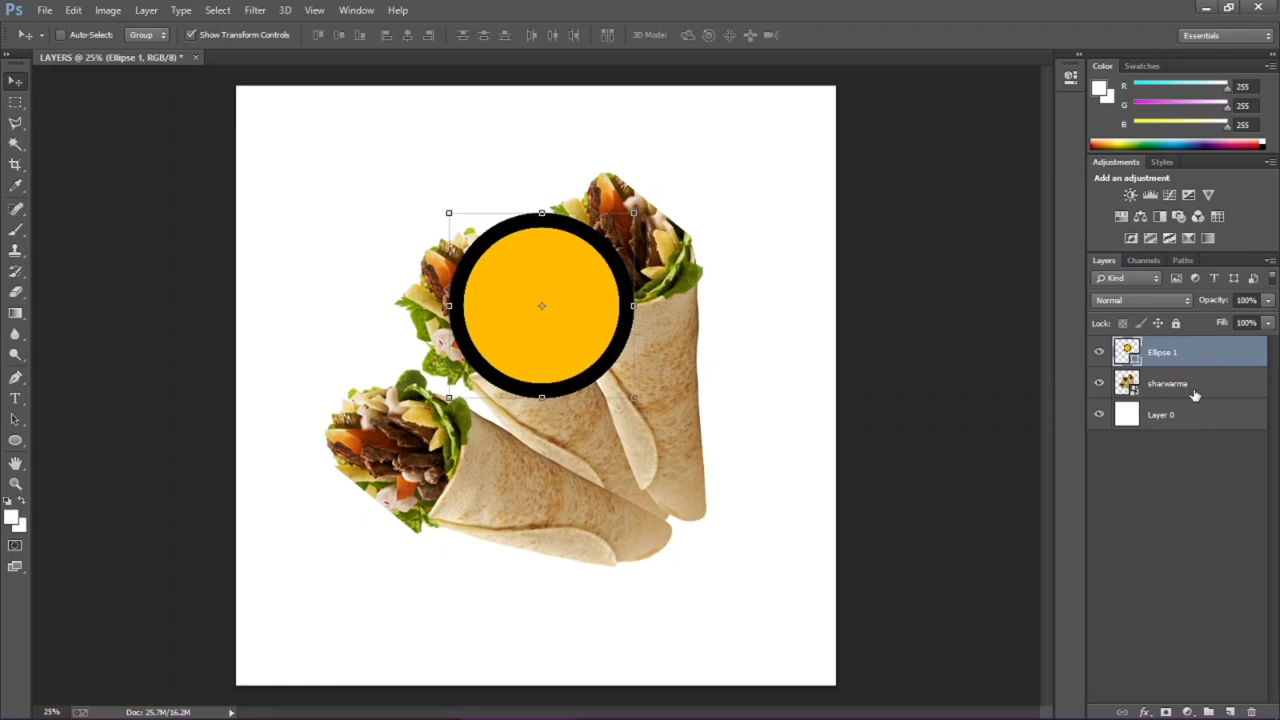 Ps File Edit Image Layer Type Select Filter 3D View Window Help
Auto-Select: Group Show Transform Controls 3D Mode: Essentials
LAYERS @ 25% (Ellipse 1, RGB/8) * ×
Color Swatches
R 255
G 255
B 255
Adjustments Styles
Add an adjustment
Layers Channels Paths
Kind
Normal Opacity: 100%
Lock: Fill: 100%
Ellipse 1
sharwarma
Layer 0
25% Doc: 25.7M/16.2M